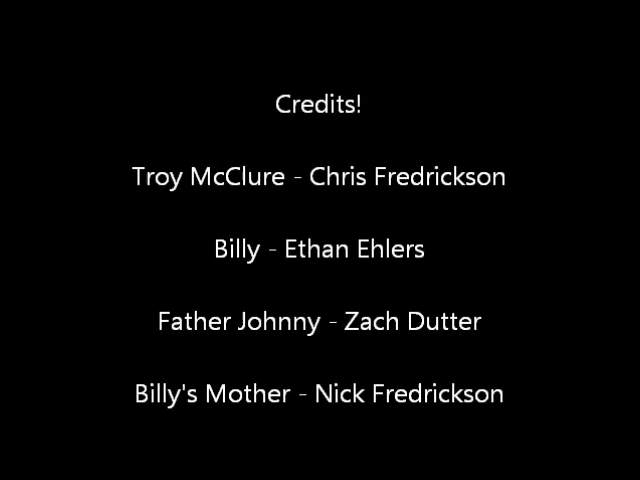 Credits!
Troy McClure - Chris Fredrickson
Billy - Ethan Ehlers
Father Johnny - Zach Dutter
Billy's Mother - Nick Fredrickson